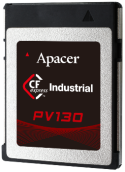 Apacer
CF
express
Industrial
PV130